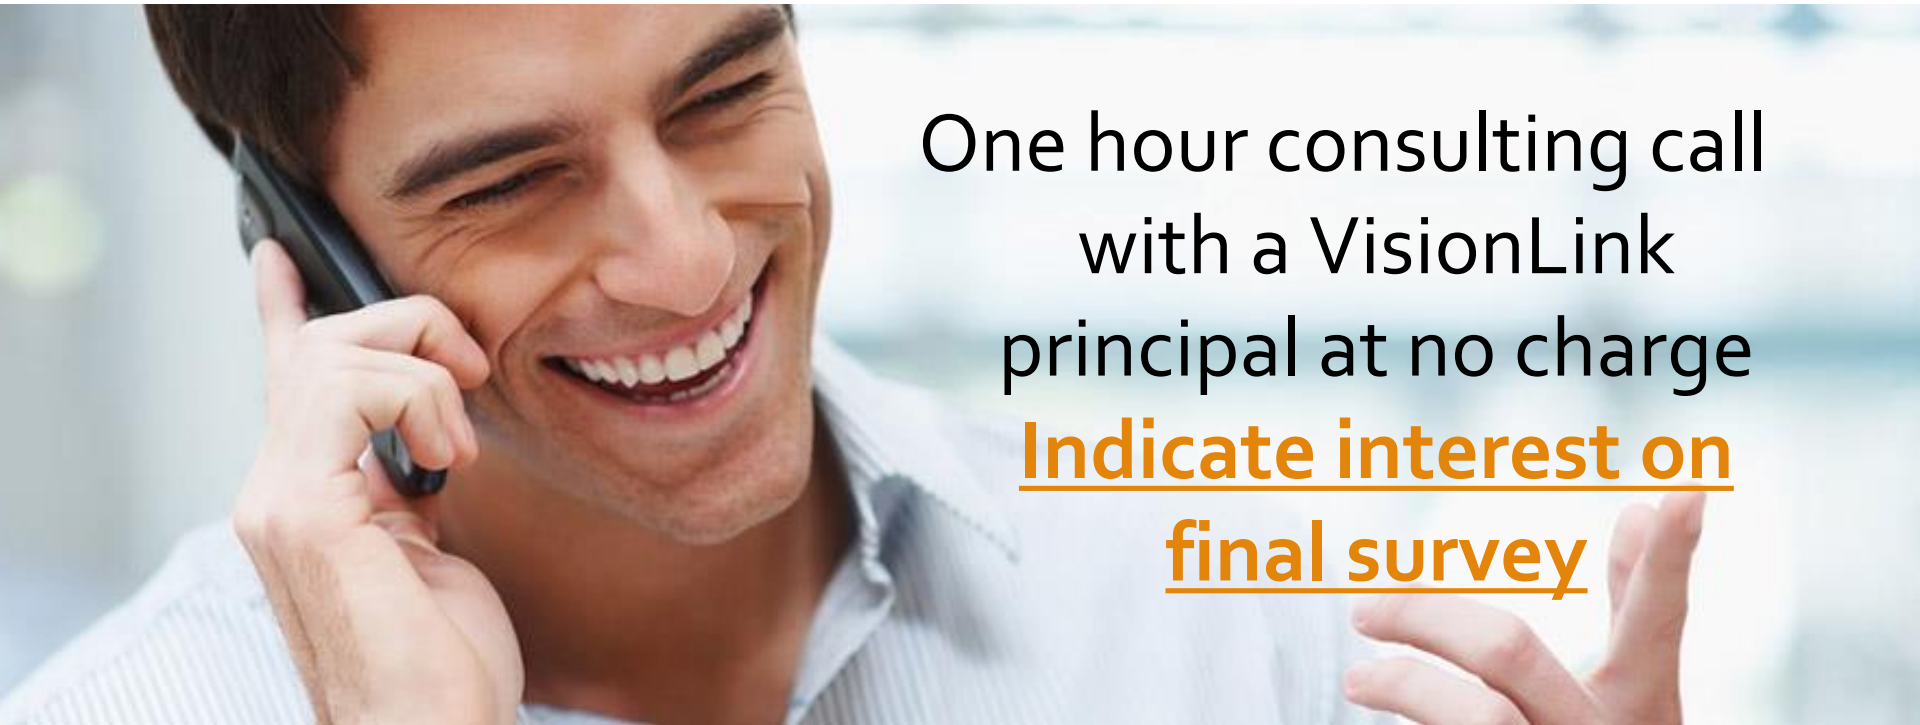 One hour consulting call
with a VisionLink
principal at no charge
Indicate interest on
final survey